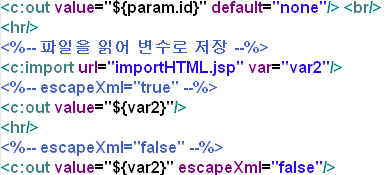 <c:out value="${param.id}" default="none"/> <br/>
<hr/>
<%-- 파일을 읽어 변수로 저장 --%>
<c:import url="importHTML.jsp" var="var2"/>
<%-- escapeXml="true" --%>
<c:out value="${var2}"/>
<hr/>
<%-- escapeXml="false" --%>
<c:out value="${var2}" escapeXml="false"/>